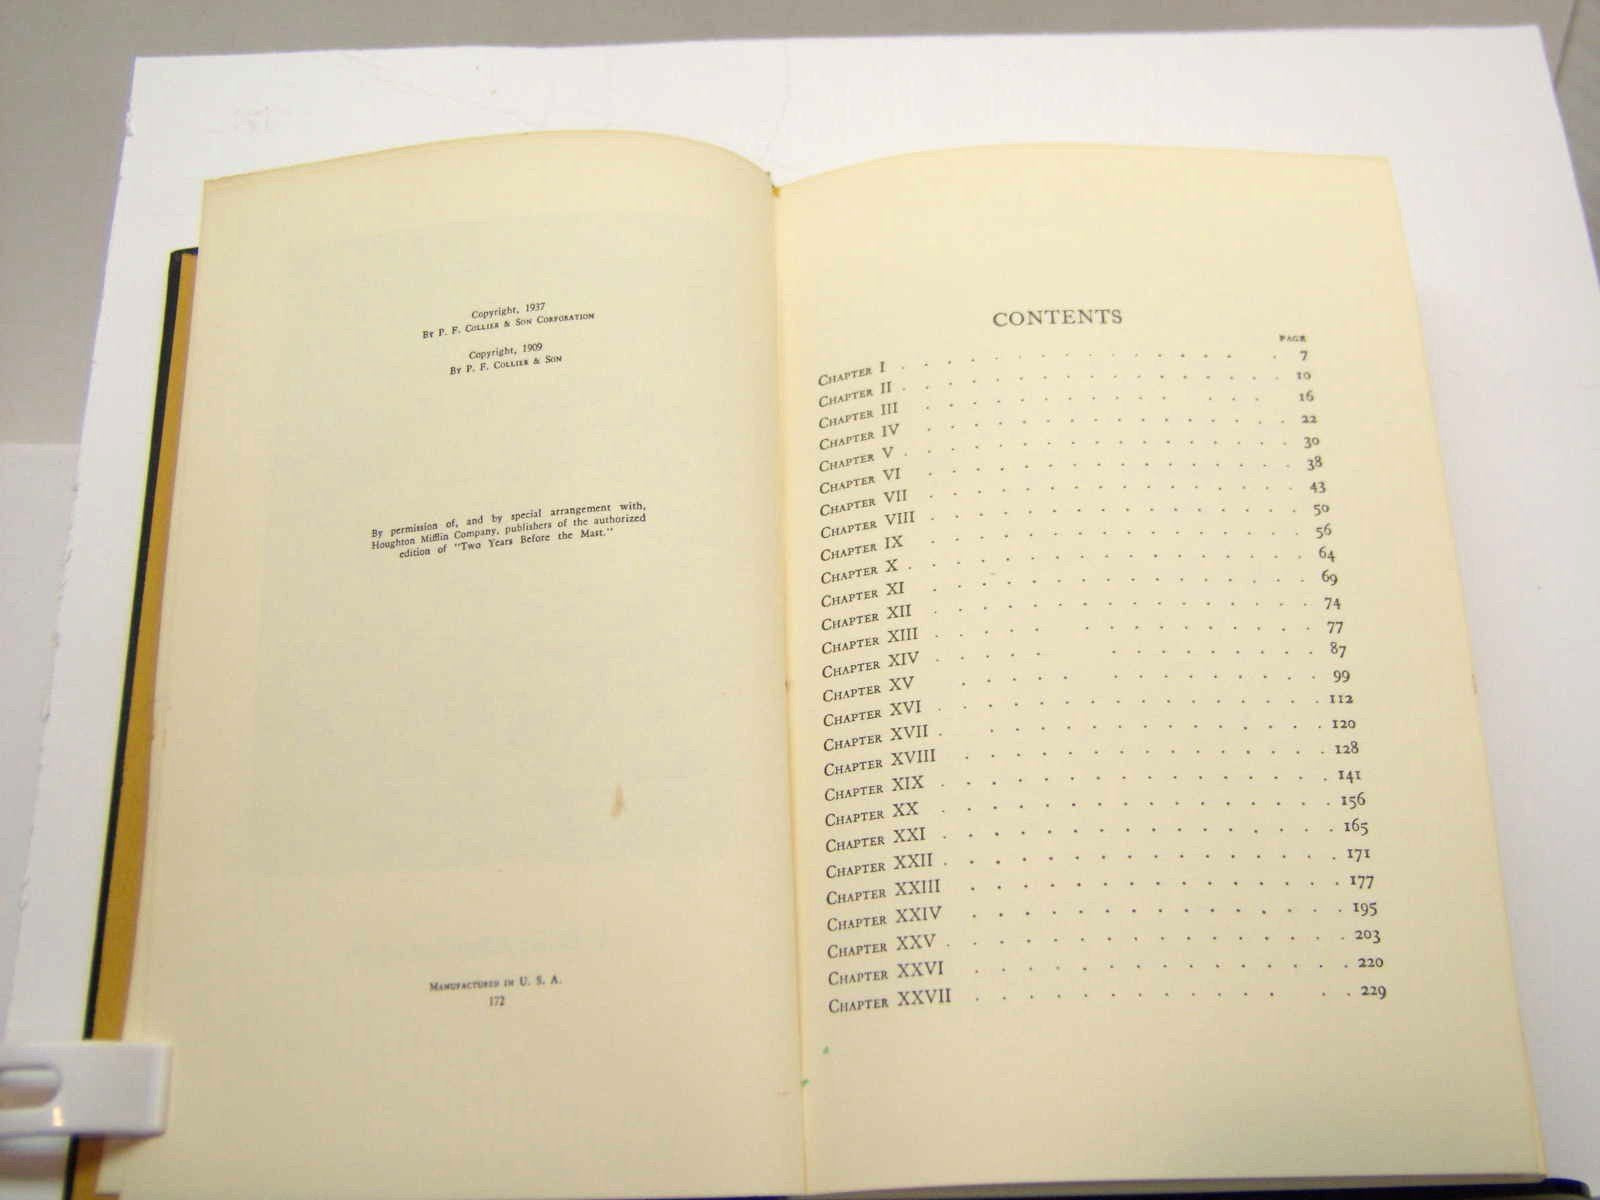 Copyright, 1937
By P. F. Collier & Son Corporation
Copyright, 1909
By P. F. Collier & Son
By permission of, and by special arrangement with,
Houghton Mifflin Company, publishers of the authorized
edition of "Two Years Before the Mast."
Manufactured in U. S. A.
172
CONTENTS
PAGE
Chapter I . . . . . . . . . . . . . . 7
Chapter II . . . . . . . . . . . . . . 10
Chapter III . . . . . . . . . . . . . . 16
Chapter IV . . . . . . . . . . . . . . 22
Chapter V . . . . . . . . . . . . . . 30
Chapter VI . . . . . . . . . . . . . . 38
Chapter VII . . . . . . . . . . . . . . 43
Chapter VIII . . . . . . . . . . . . . . 50
Chapter IX . . . . . . . . . . . . . . 56
Chapter X . . . . . . . . . . . . . . 64
Chapter XI . . . . . . . . . . . . . . 69
Chapter XII . . . . . . . . . . . . . . 74
Chapter XIII . . . . . . . . . . . . . . 77
Chapter XIV . . . . . . . . . . . . . . 87
Chapter XV . . . . . . . . . . . . . . 99
Chapter XVI . . . . . . . . . . . . . . 112
Chapter XVII . . . . . . . . . . . . . . 120
Chapter XVIII . . . . . . . . . . . . . . 128
Chapter XIX . . . . . . . . . . . . . . 141
Chapter XX . . . . . . . . . . . . . . 156
Chapter XXI . . . . . . . . . . . . . . 165
Chapter XXII . . . . . . . . . . . . . . 171
Chapter XXIII . . . . . . . . . . . . . . 177
Chapter XXIV . . . . . . . . . . . . . . 195
Chapter XXV . . . . . . . . . . . . . . 203
Chapter XXVI . . . . . . . . . . . . . . 220
Chapter XXVII . . . . . . . . . . . . . . 229